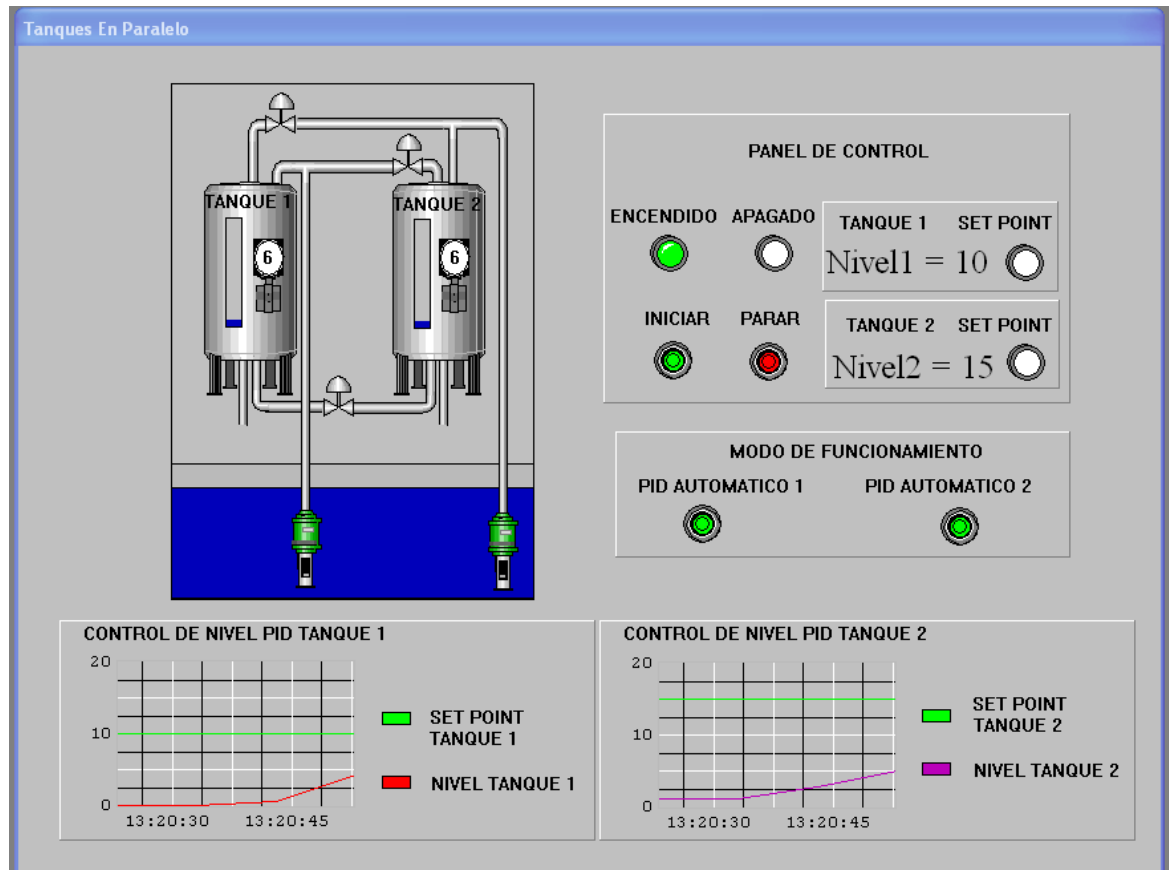 Tanques En Paralelo
TANQUE 1
TANQUE 2
6
6
PANEL DE CONTROL
ENCENDIDO
APAGADO
TANQUE 1
SET POINT
Nivel1 = 10
INICIAR
PARAR
TANQUE 2
SET POINT
Nivel2 = 15
MODO DE FUNCIONAMIENTO
PID AUTOMATICO 1
PID AUTOMATICO 2
CONTROL DE NIVEL PID TANQUE 1
20
10
0
13:20:30
13:20:45
SET POINT
TANQUE 1
NIVEL TANQUE 1
CONTROL DE NIVEL PID TANQUE 2
20
10
0
13:20:30
13:20:45
SET POINT
TANQUE 2
NIVEL TANQUE 2